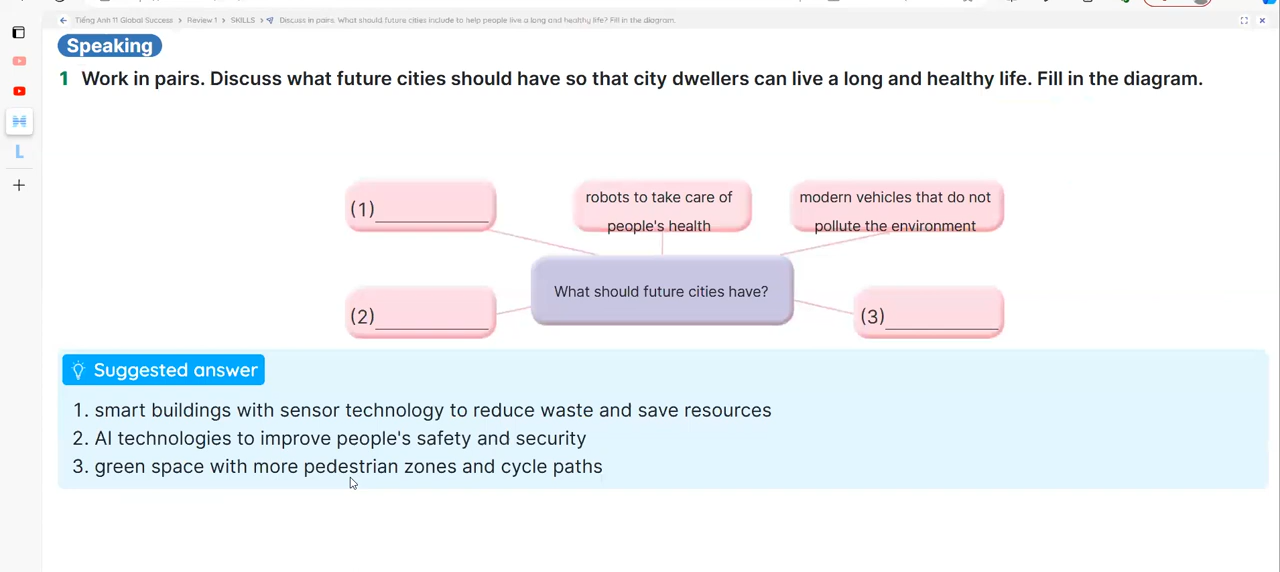 Tiếng Anh 11 Global Success > Review 1 > SKILLS > Discuss in pairs. What should future cities include to help people live a long and healthy life? Fill in the diagram.
Speaking
1 Work in pairs. Discuss what future cities should have so that city dwellers can live a long and healthy life. Fill in the diagram.
(1)____________
robots to take care of
people's health
modern vehicles that do not
pollute the environment
What should future cities have?
(2)____________
(3)____________
Suggested answer
1. smart buildings with sensor technology to reduce waste and save resources
2. AI technologies to improve people's safety and security
3. green space with more pedestrian zones and cycle paths
L